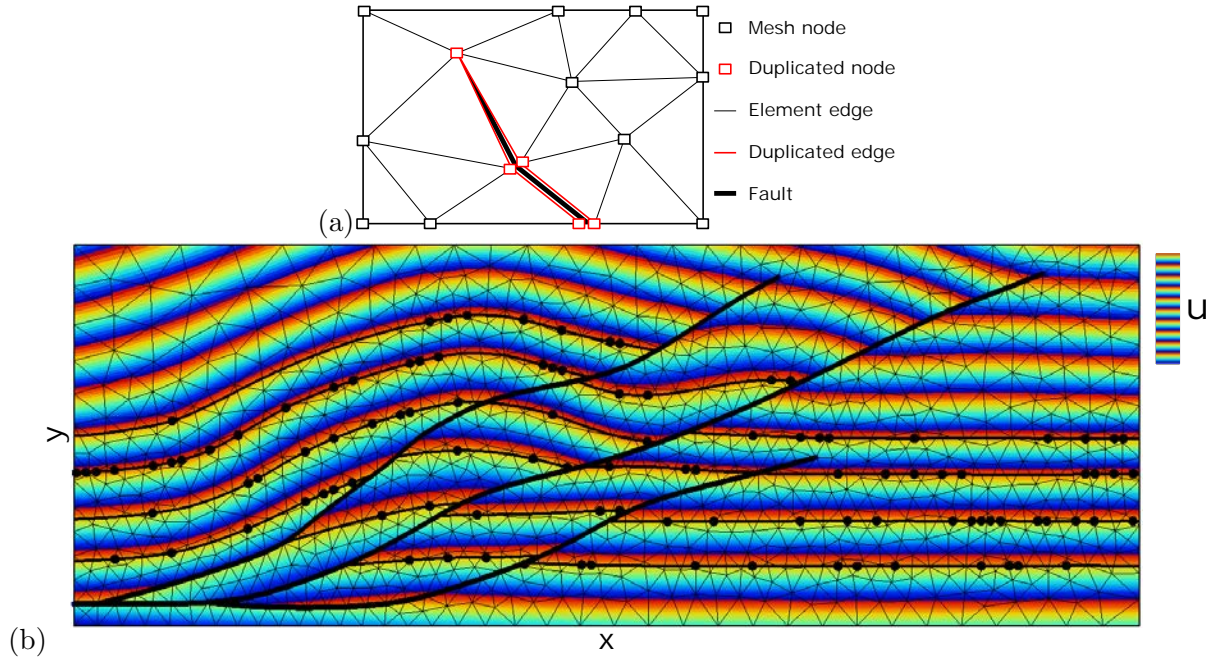 Mesh node
Duplicated node
Element edge
Duplicated edge
Fault
(a)
u
y
x
(b)